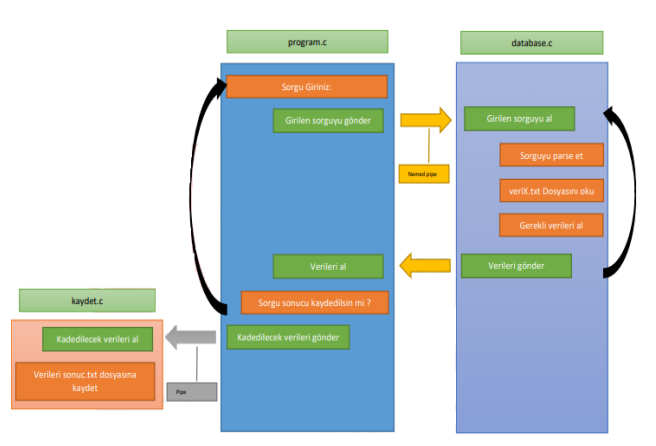 program.c
database.c
Sorgu Giriniz:
Girilen sorguyu gönder
Girilen sorguyu al
Sorguyu parse et
Named pipe
veriX.txt Dosyasını oku
Gerekli verileri al
Verileri al
Verileri gönder
kaydet.c
Sorgu sonucu kaydedilsin mi ?
Kadedilecek verileri al
Kadedilecek verileri gönder
Verileri sonuc.txt dosyasına
kaydet
Pipe